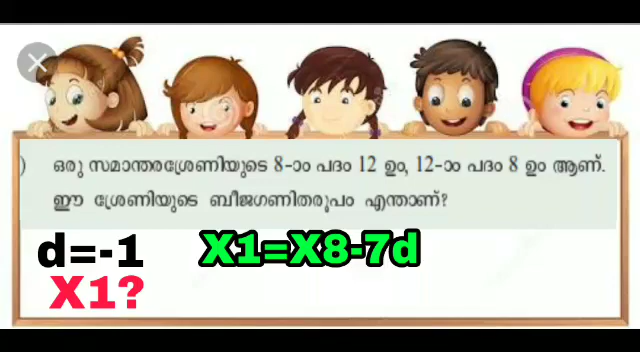 ) ഒരു സമാന്തരശ്രേണിയുടെ 8-ാം പദം 12 ഉം, 12-ാം പദം 8 ഉം ആണ്.
ഈ ശ്രേണിയുടെ ബീജഗണിതരൂപം എന്താണ്?
d=-1 X1=X8-7d
X1?